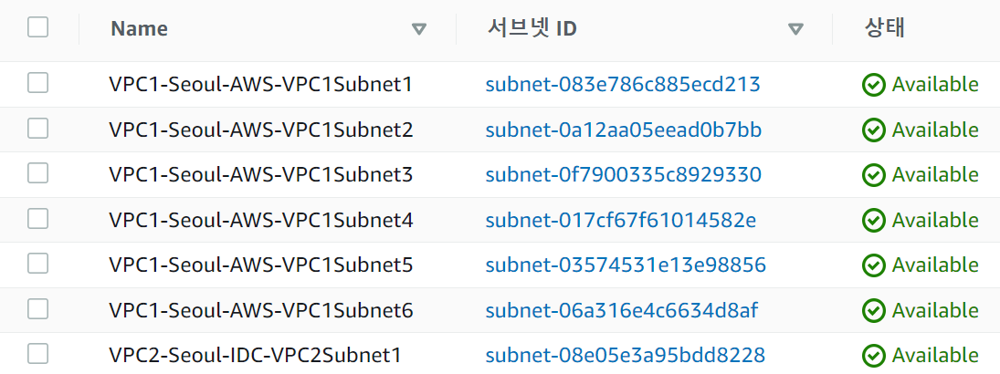 Name 서브넷 ID 상태
VPC1-Seoul-AWS-VPC1Subnet1 subnet-083e786c885ecd213 Available
VPC1-Seoul-AWS-VPC1Subnet2 subnet-0a12aa05eead0b7bb Available
VPC1-Seoul-AWS-VPC1Subnet3 subnet-0f7900335c8929330 Available
VPC1-Seoul-AWS-VPC1Subnet4 subnet-017cf67f61014582e Available
VPC1-Seoul-AWS-VPC1Subnet5 subnet-03574531e13e98856 Available
VPC1-Seoul-AWS-VPC1Subnet6 subnet-06a316e4c6634d8af Available
VPC2-Seoul-IDC-VPC2Subnet1 subnet-08e05e3a95bdd8228 Available